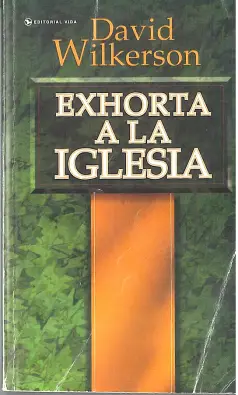 EDITORIAL VIDA
David
Wilkerson
EXHORTA
A LA
IGLESIA